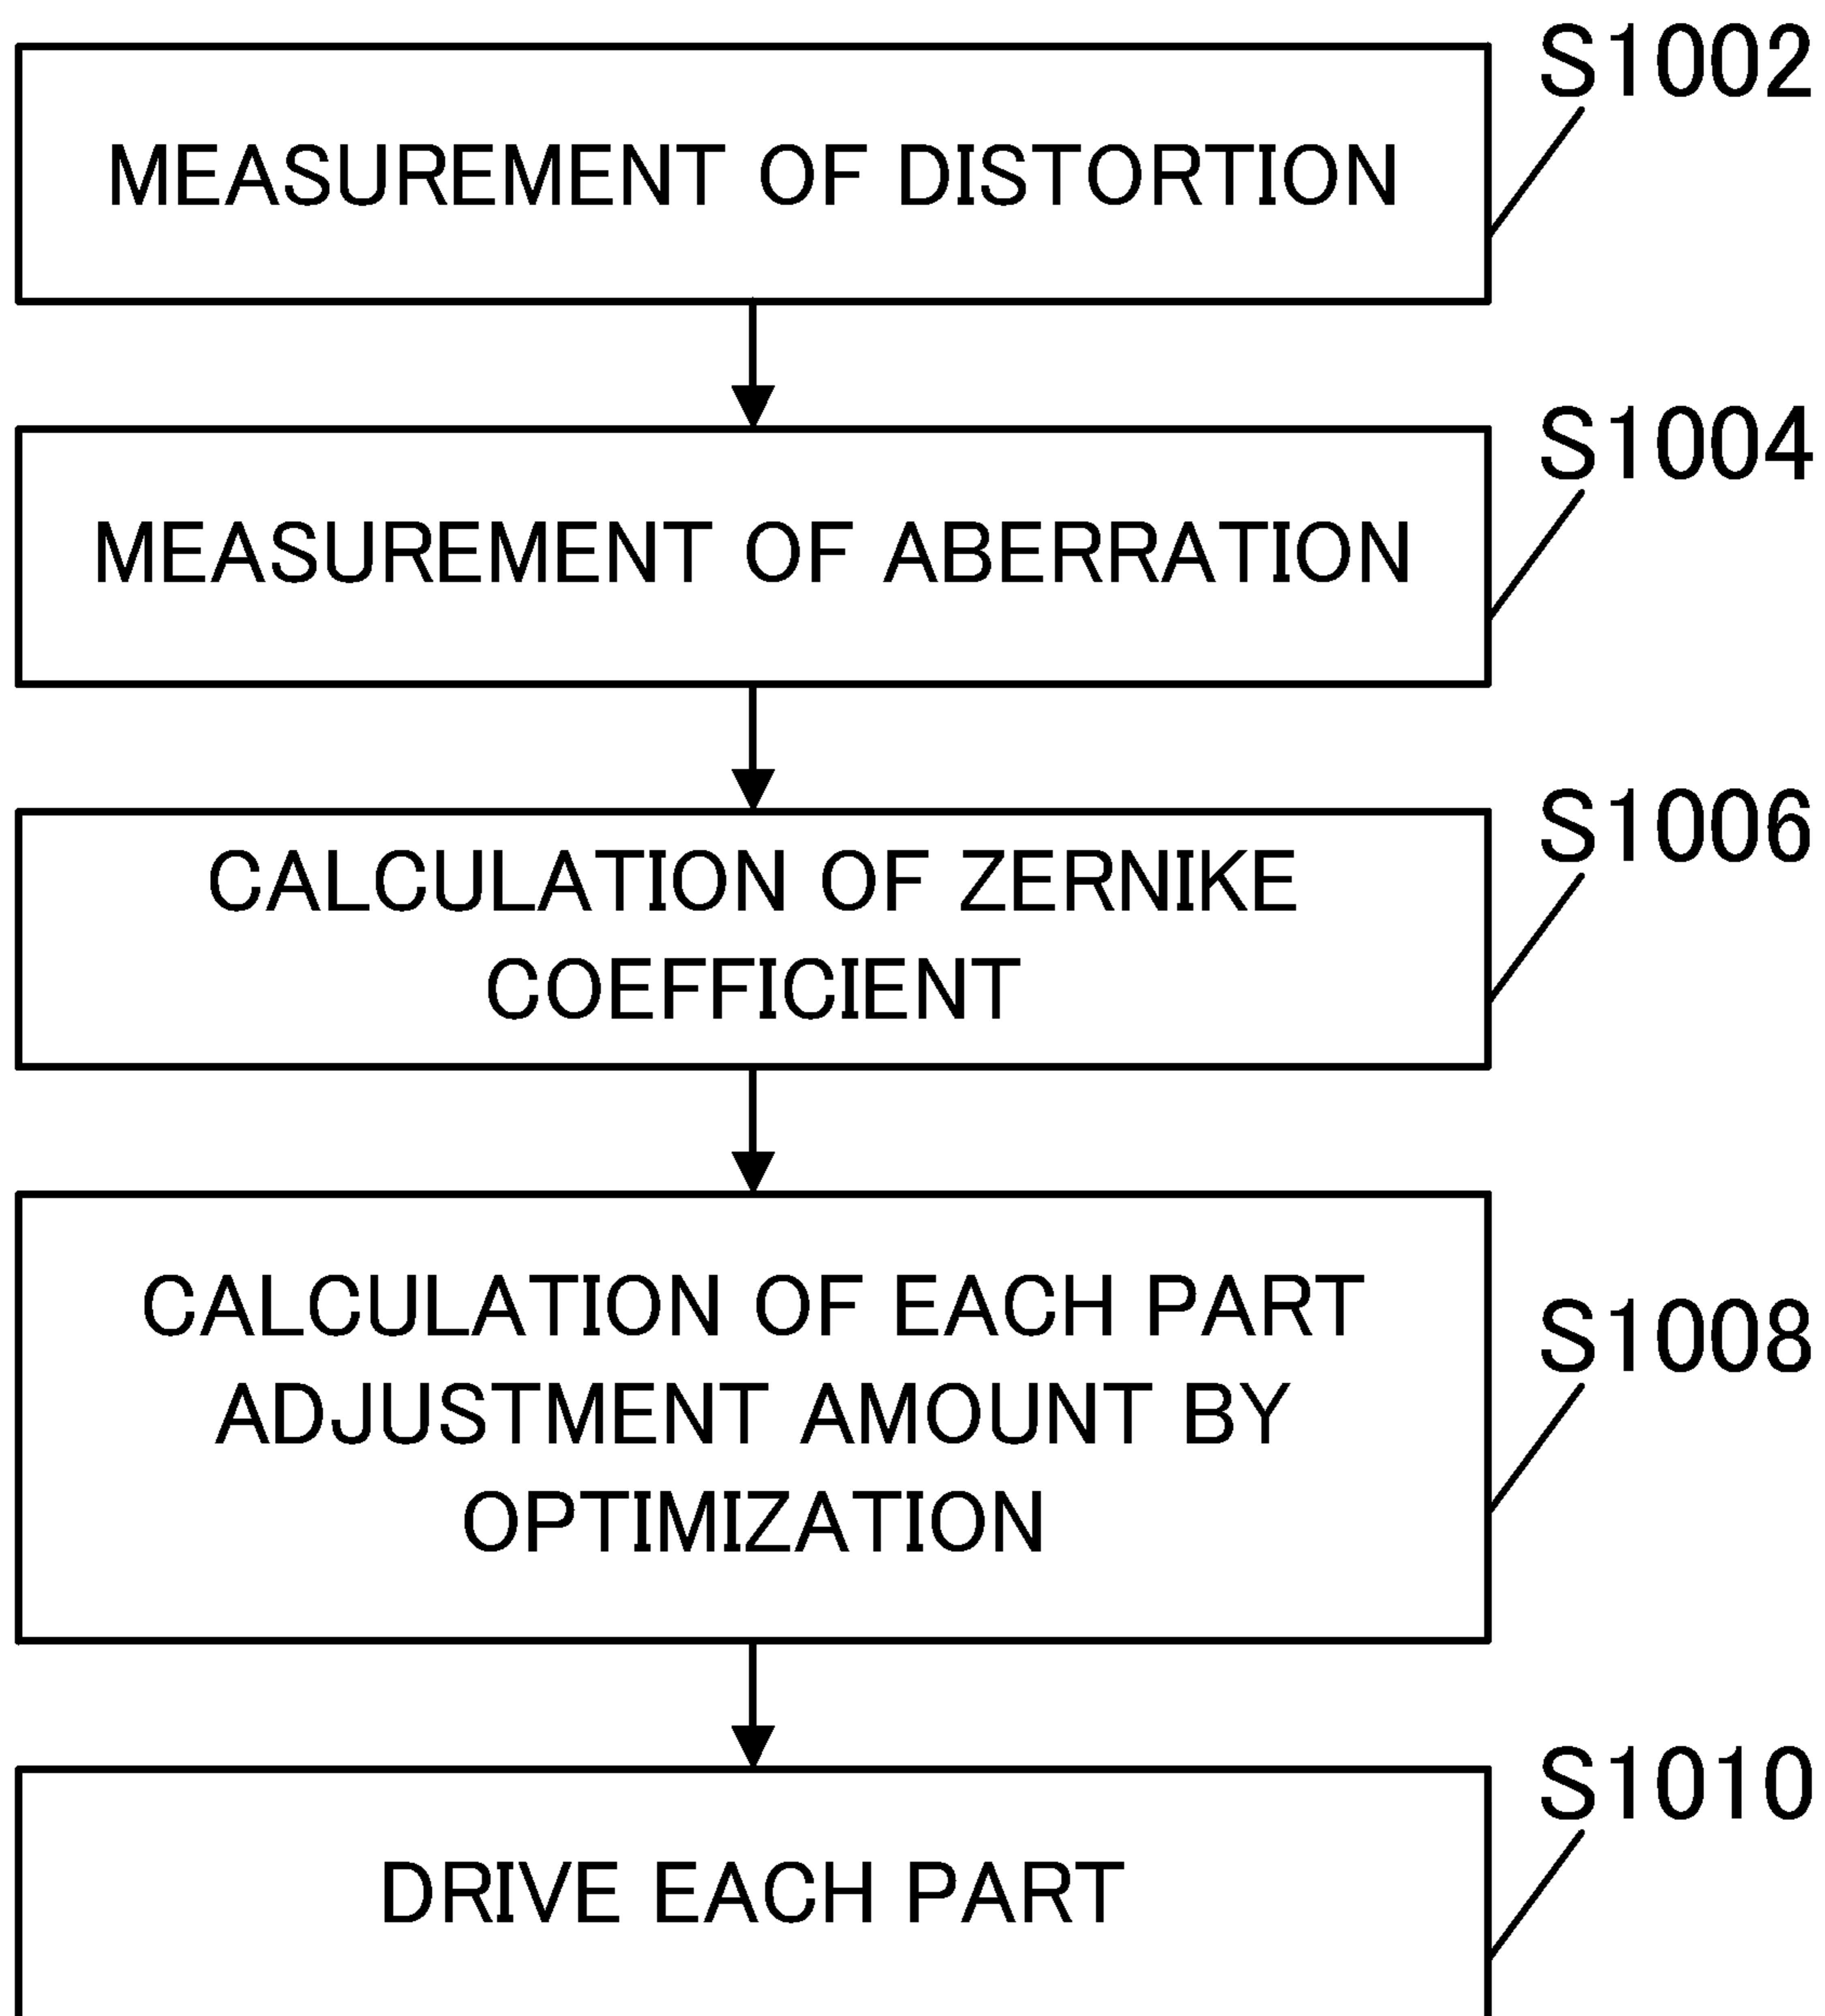 S1002
MEASUREMENT OF DISTORTION
S1004
MEASUREMENT OF ABERRATION
S1006
CALCULATION OF ZERNIKE
COEFFICIENT
S1008
CALCULATION OF EACH PART
ADJUSTMENT AMOUNT BY
OPTIMIZATION
S1010
DRIVE EACH PART